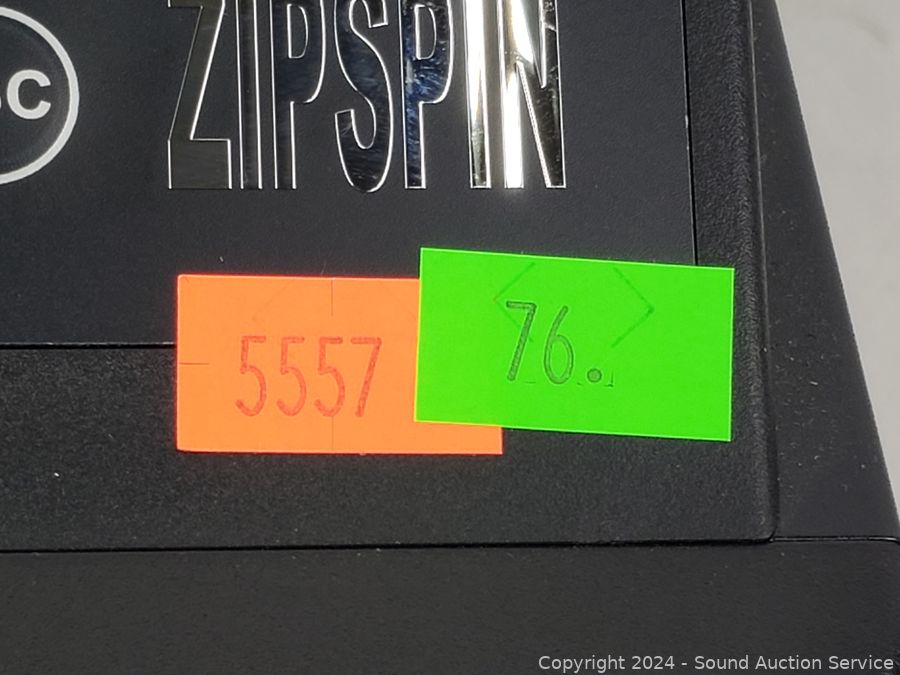 ZIPSPIN
5557
76.
Copyright 2024 - Sound Auction Service